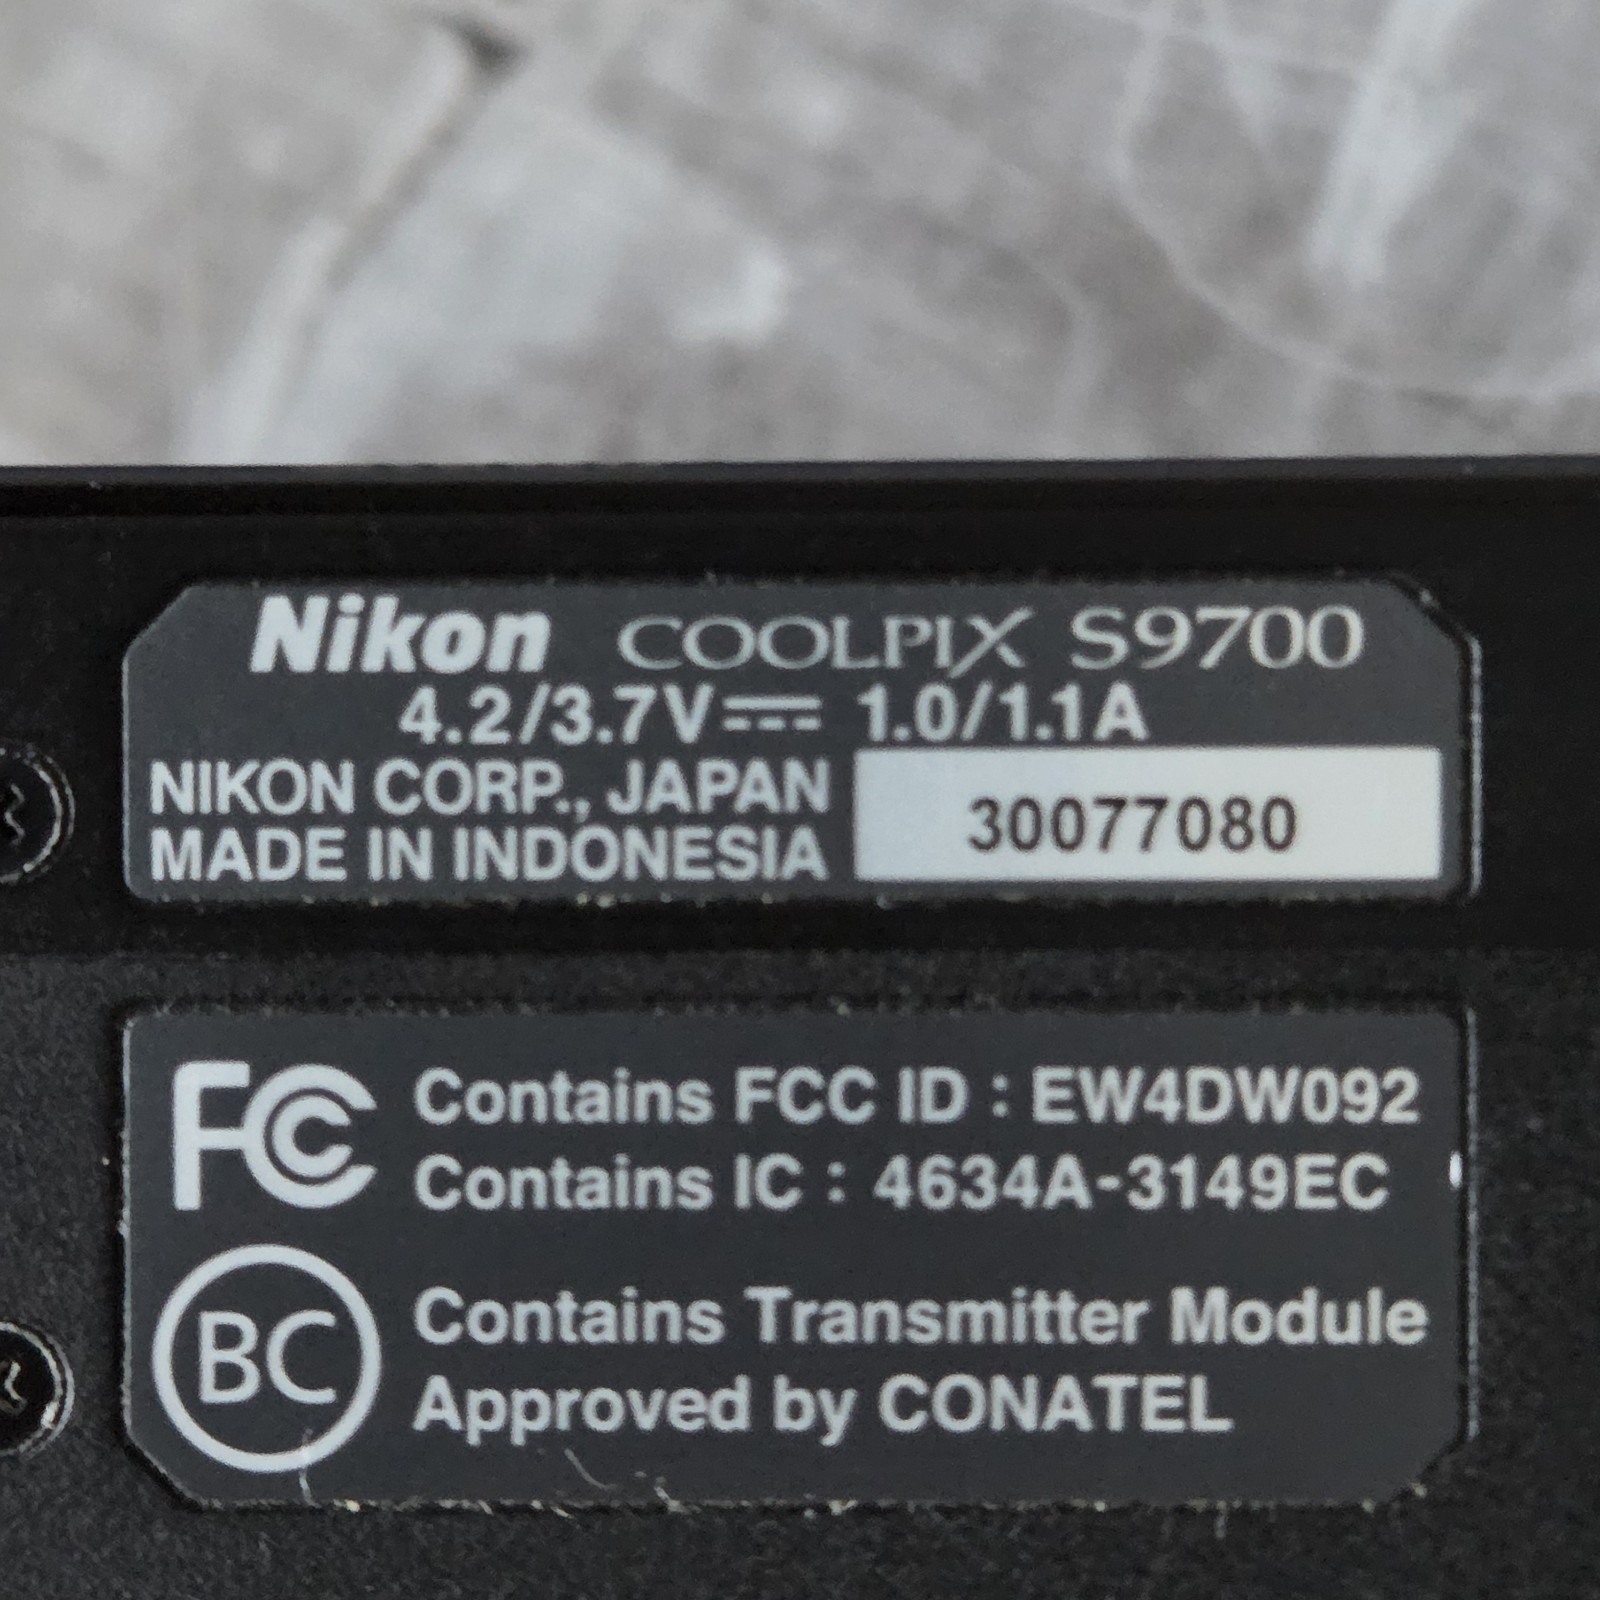 Nikon COOLPIX S9700
4.2/3.7V⎓ 1.0/1.1A
NIKON CORP., JAPAN
MADE IN INDONESIA
30077080
FCC Contains FCC ID : EW4DW092
Contains IC : 4634A-3149EC
BC Contains Transmitter Module
Approved by CONATEL